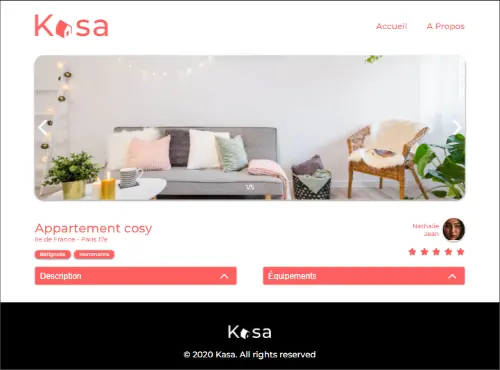 Kasa
Accueil
A Propos
1/5
Appartement cosy
Ile de France - Paris 17e
Nathalie
Jean
Batignolle
Montmartre
Description
Équipements
Kasa
© 2020 Kasa. All rights reserved